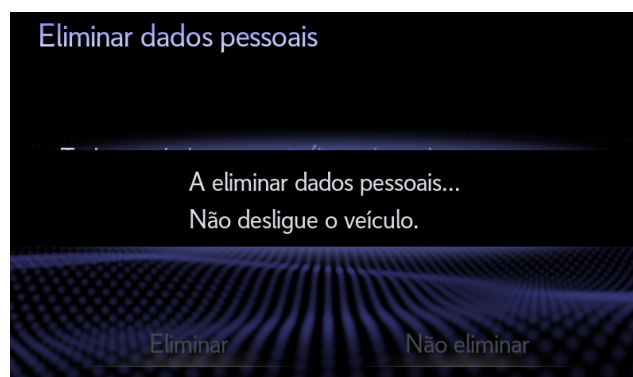 Eliminar dados pessoais
A eliminar dados pessoais...
Não desligue o veículo.
Eliminar
Não eliminar